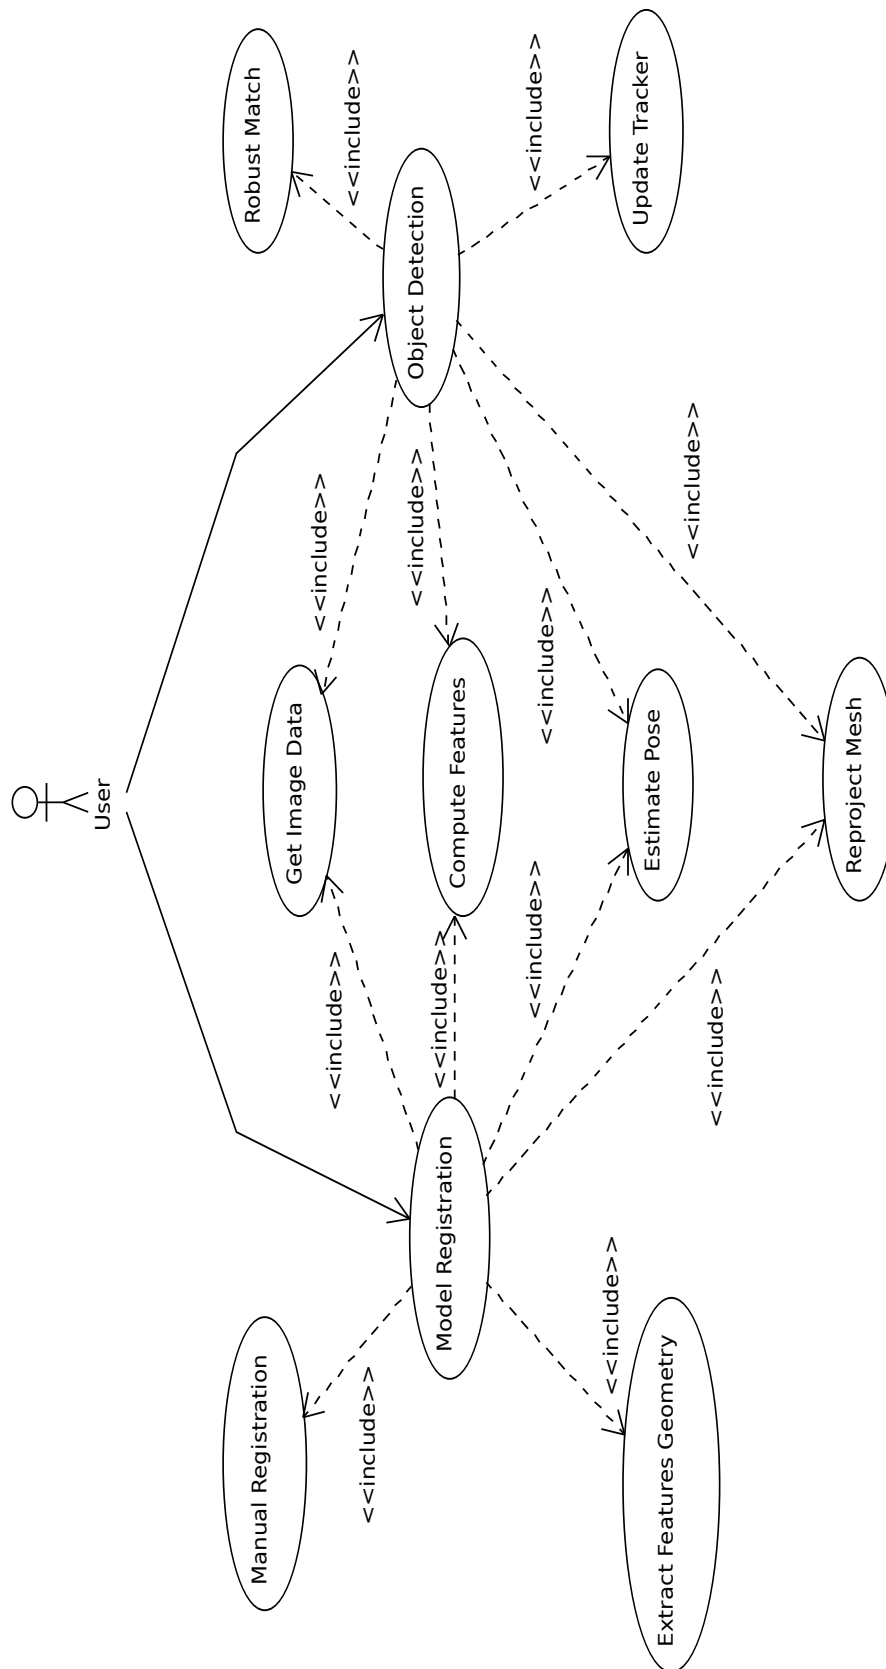 User
Manual Registration
Get Image Data
Robust Match
<<include>>
<<include>>
<<include>>
<<include>>
Model Registration
<<include>>
Compute Features
<<include>>
Object Detection
<<include>>
<<include>>
<<include>>
Extract Features Geometry
<<include>>
Estimate Pose
Update Tracker
<<include>>
<<include>>
Reproject Mesh